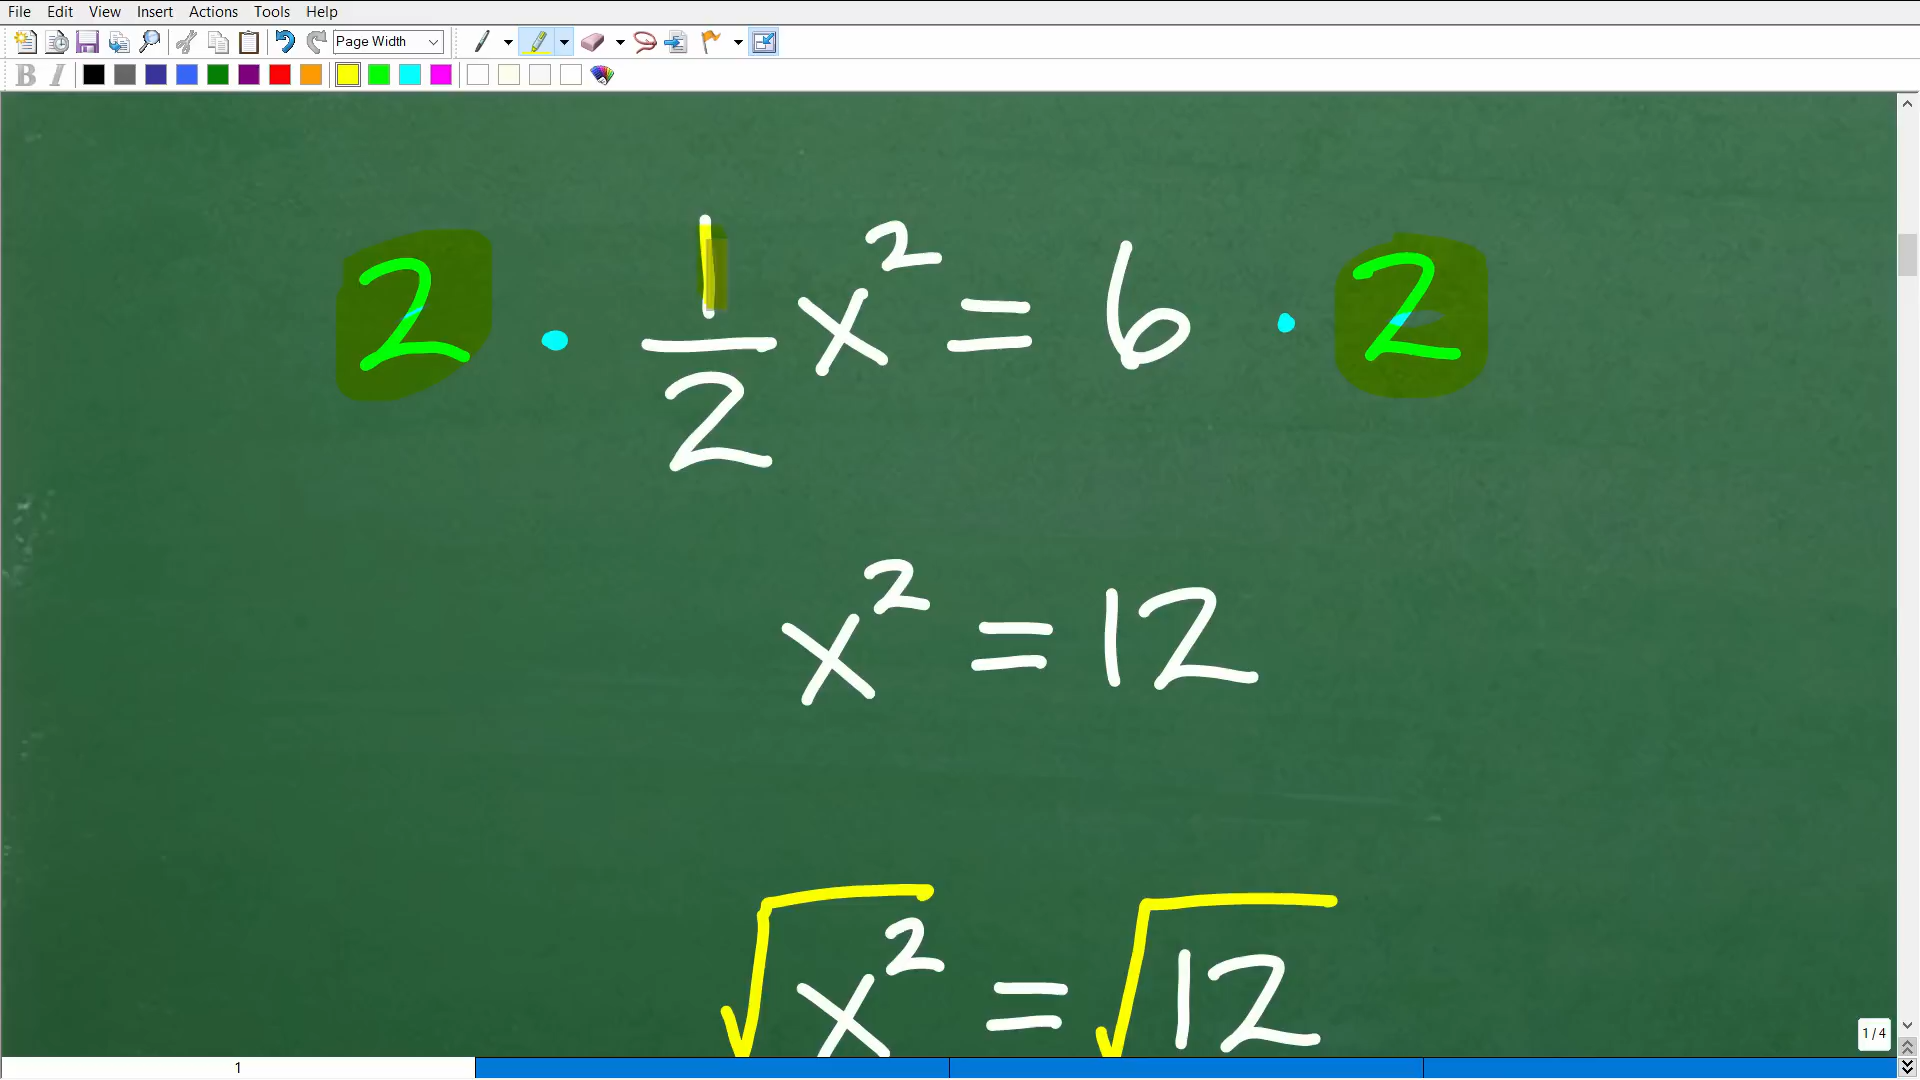 File Edit View Insert Actions Tools Help
Page Width
B I
2 · 1/2 x² = 6 · 2
x² = 12
√x² = √12
1 / 4
1